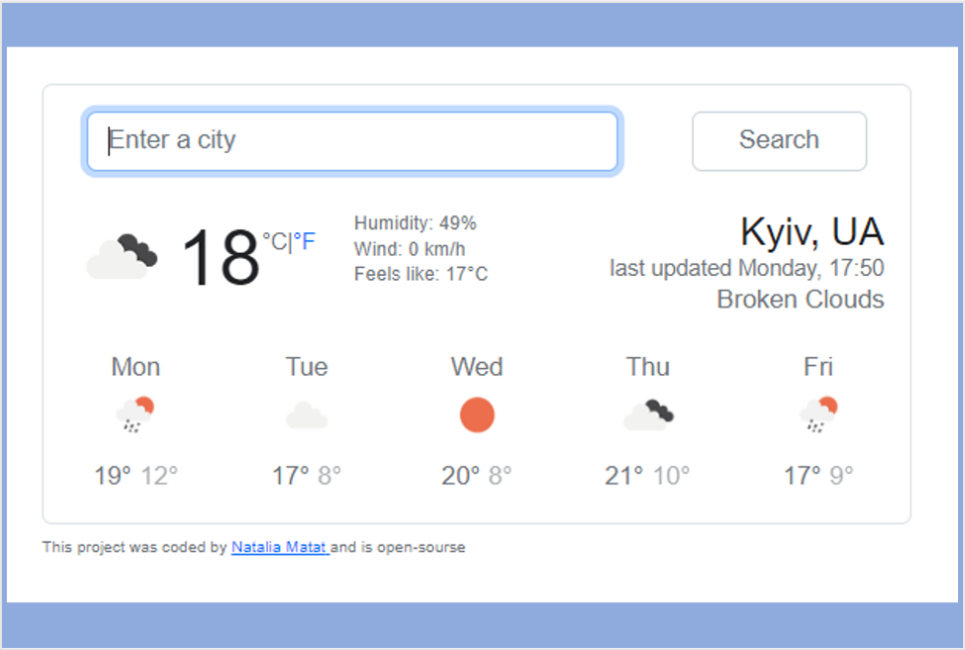 Enter a city
Search
18 °C|°F
Humidity: 49%
Wind: 0 km/h
Feels like: 17°C
Kyiv, UA
last updated Monday, 17:50
Broken Clouds
Mon Tue Wed Thu Fri
19° 12° 17° 8° 20° 8° 21° 10° 17° 9°
This project was coded by Natalia Matat and is open-sourse